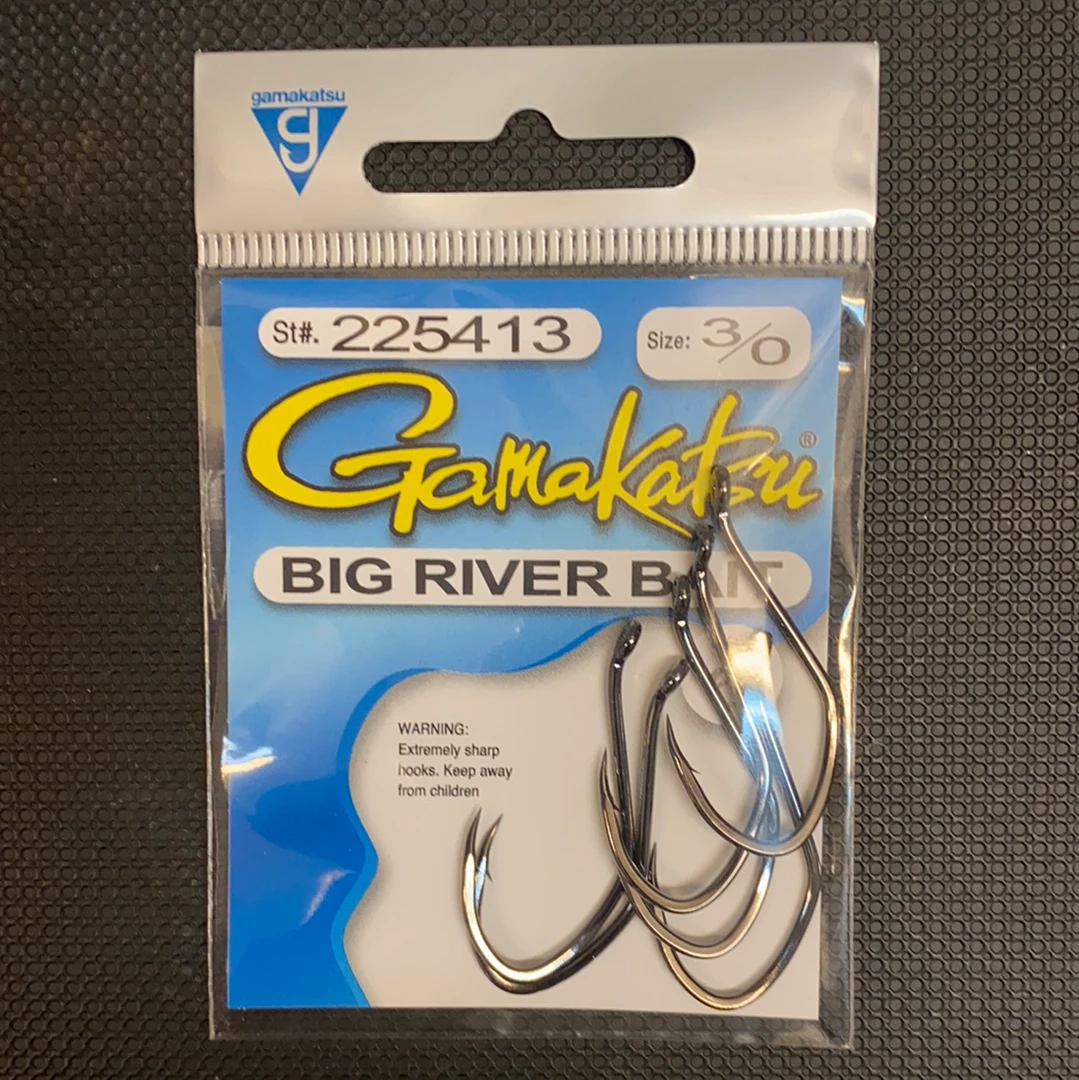 gamakatsu
g
St#. 225413
Size: 3/0
Gamakatsu®
BIG RIVER BAIT
WARNING:
Extremely sharp
hooks. Keep away
from children